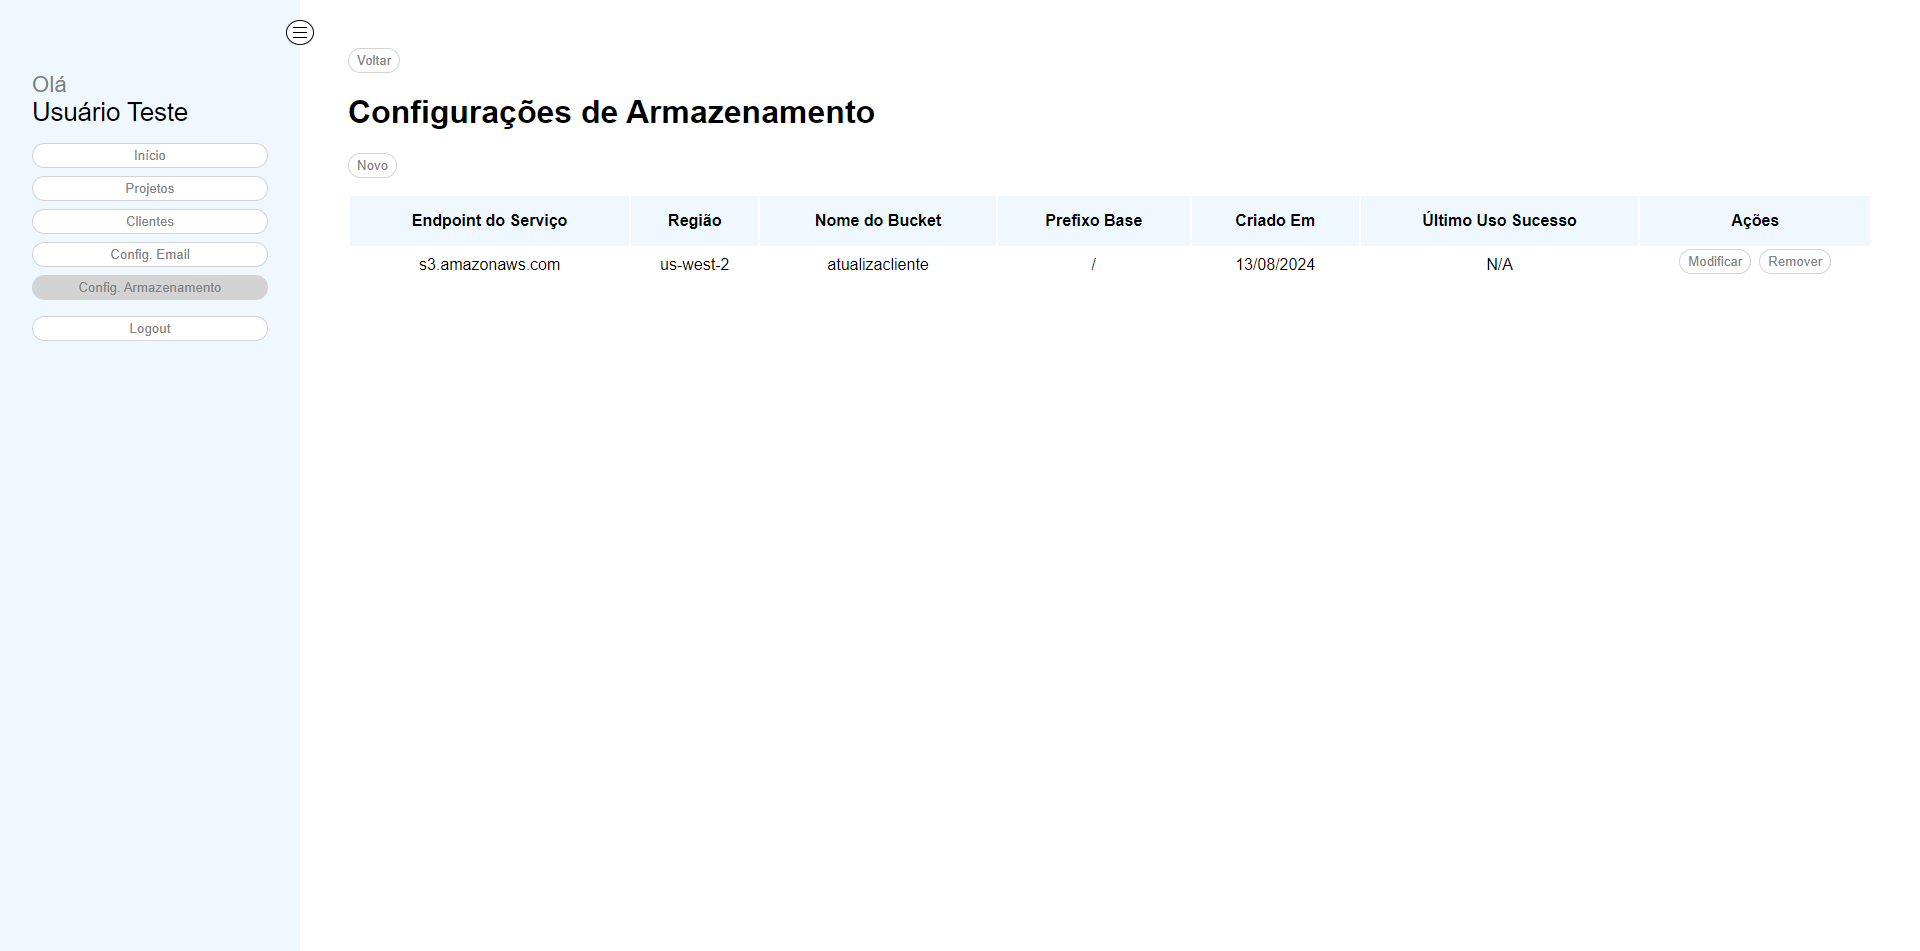 Olá
Usuário Teste
Início
Projetos
Clientes
Config. Email
Config. Armazenamento
Logout
Voltar
Configurações de Armazenamento
Novo
Endpoint do Serviço Região Nome do Bucket Prefixo Base Criado Em Último Uso Sucesso Ações
s3.amazonaws.com us-west-2 atualizacliente / 13/08/2024 N/A Modificar Remover